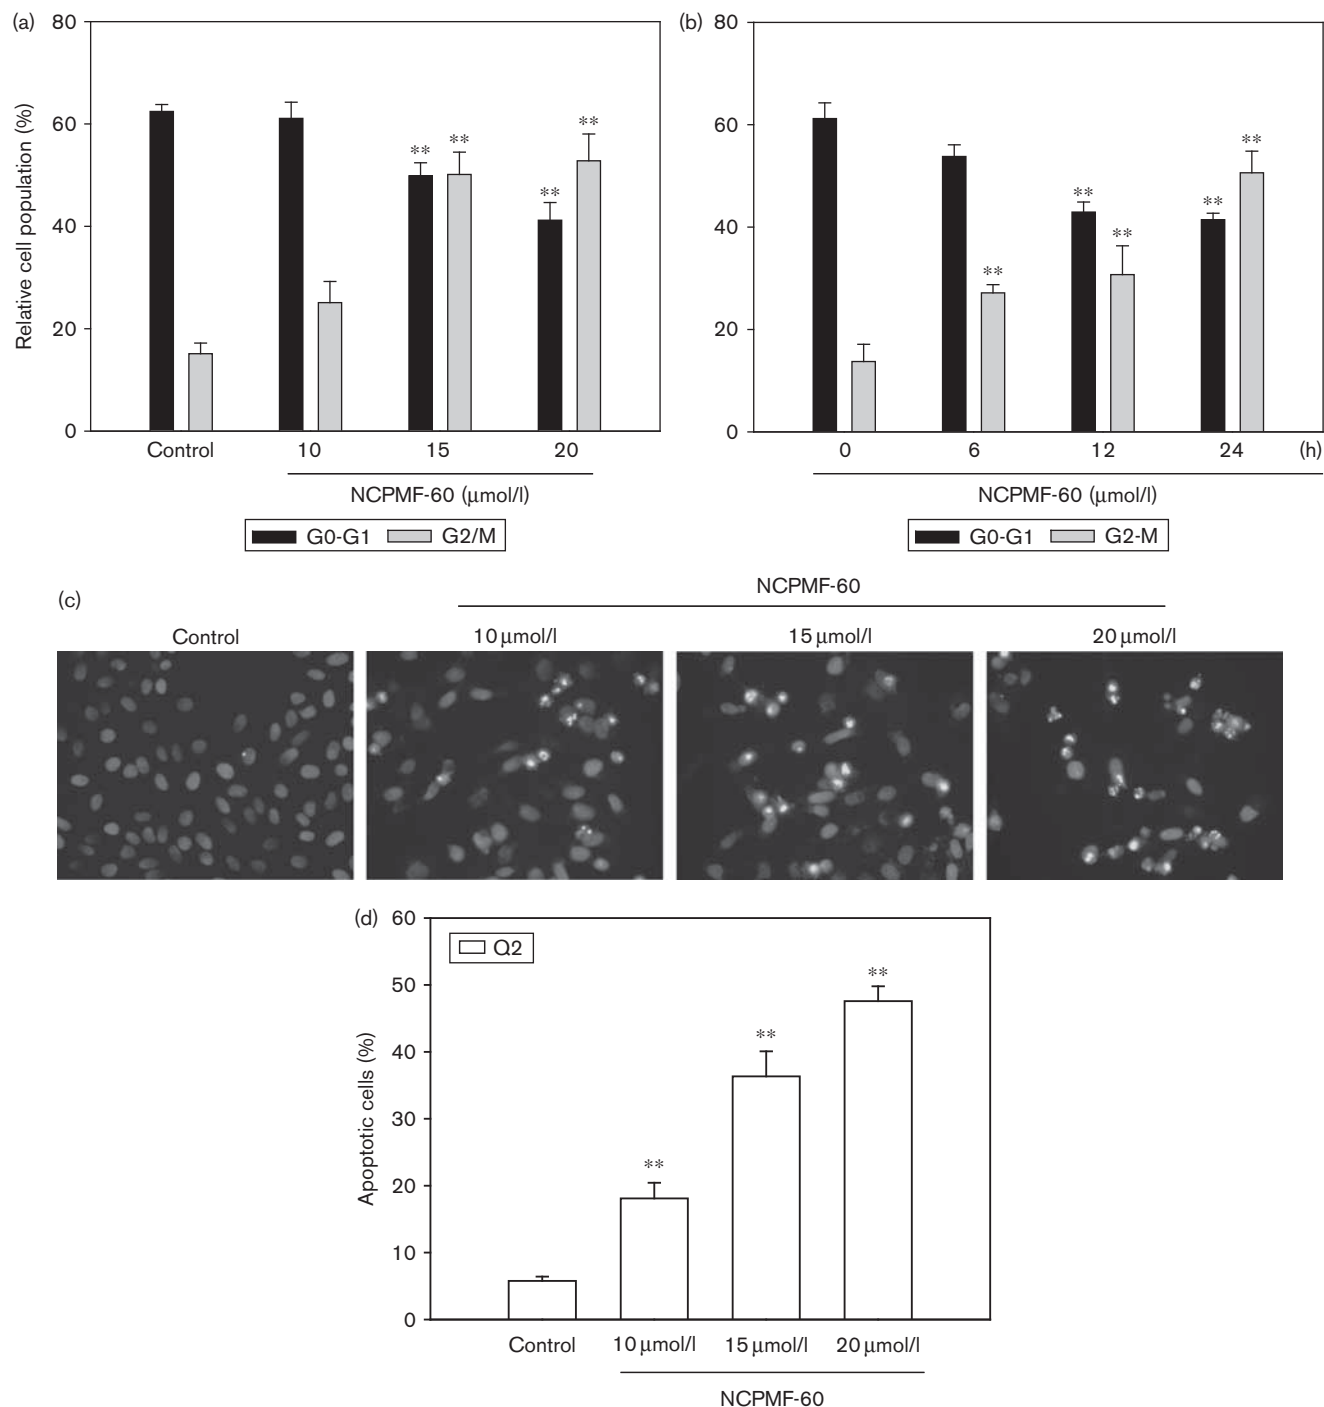 (a)
80
60
40
20
0
Relative cell population (%)
** ** ** **
Control 10 15 20
NCPMF-60 (μmol/l)
G0-G1 G2/M
(b)
80
60
40
20
0
** ** ** ** **
0 6 12 24 (h)
NCPMF-60 (μmol/l)
G0-G1 G2-M
(c)
NCPMF-60
Control 10 μmol/l 15 μmol/l 20 μmol/l
(d)
60
50
40
30
20
10
0
Apoptotic cells (%)
Q2
** ** **
Control 10 μmol/l 15 μmol/l 20 μmol/l
NCPMF-60